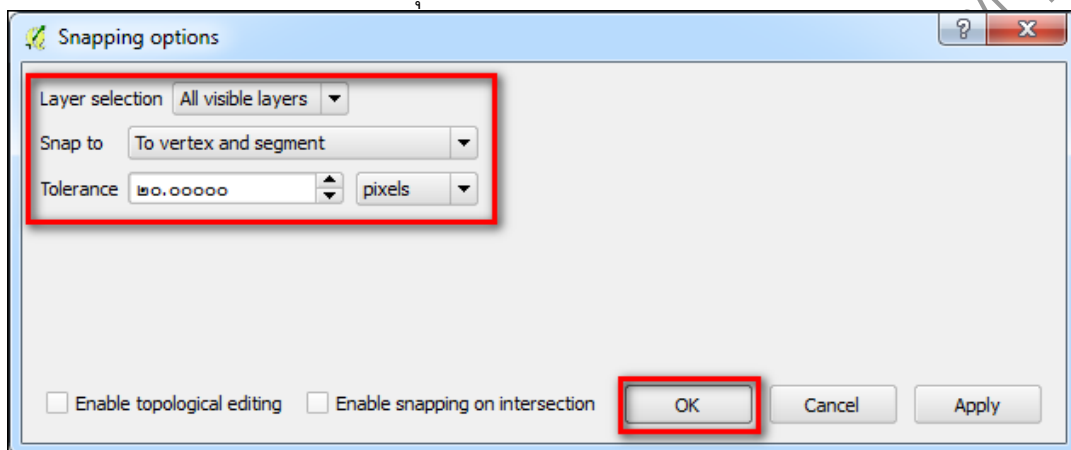 Snapping options
Layer selection All visible layers
Snap to To vertex and segment
Tolerance ๒๐.๐๐๐๐๐ pixels
Enable topological editing Enable snapping on intersection OK Cancel Apply